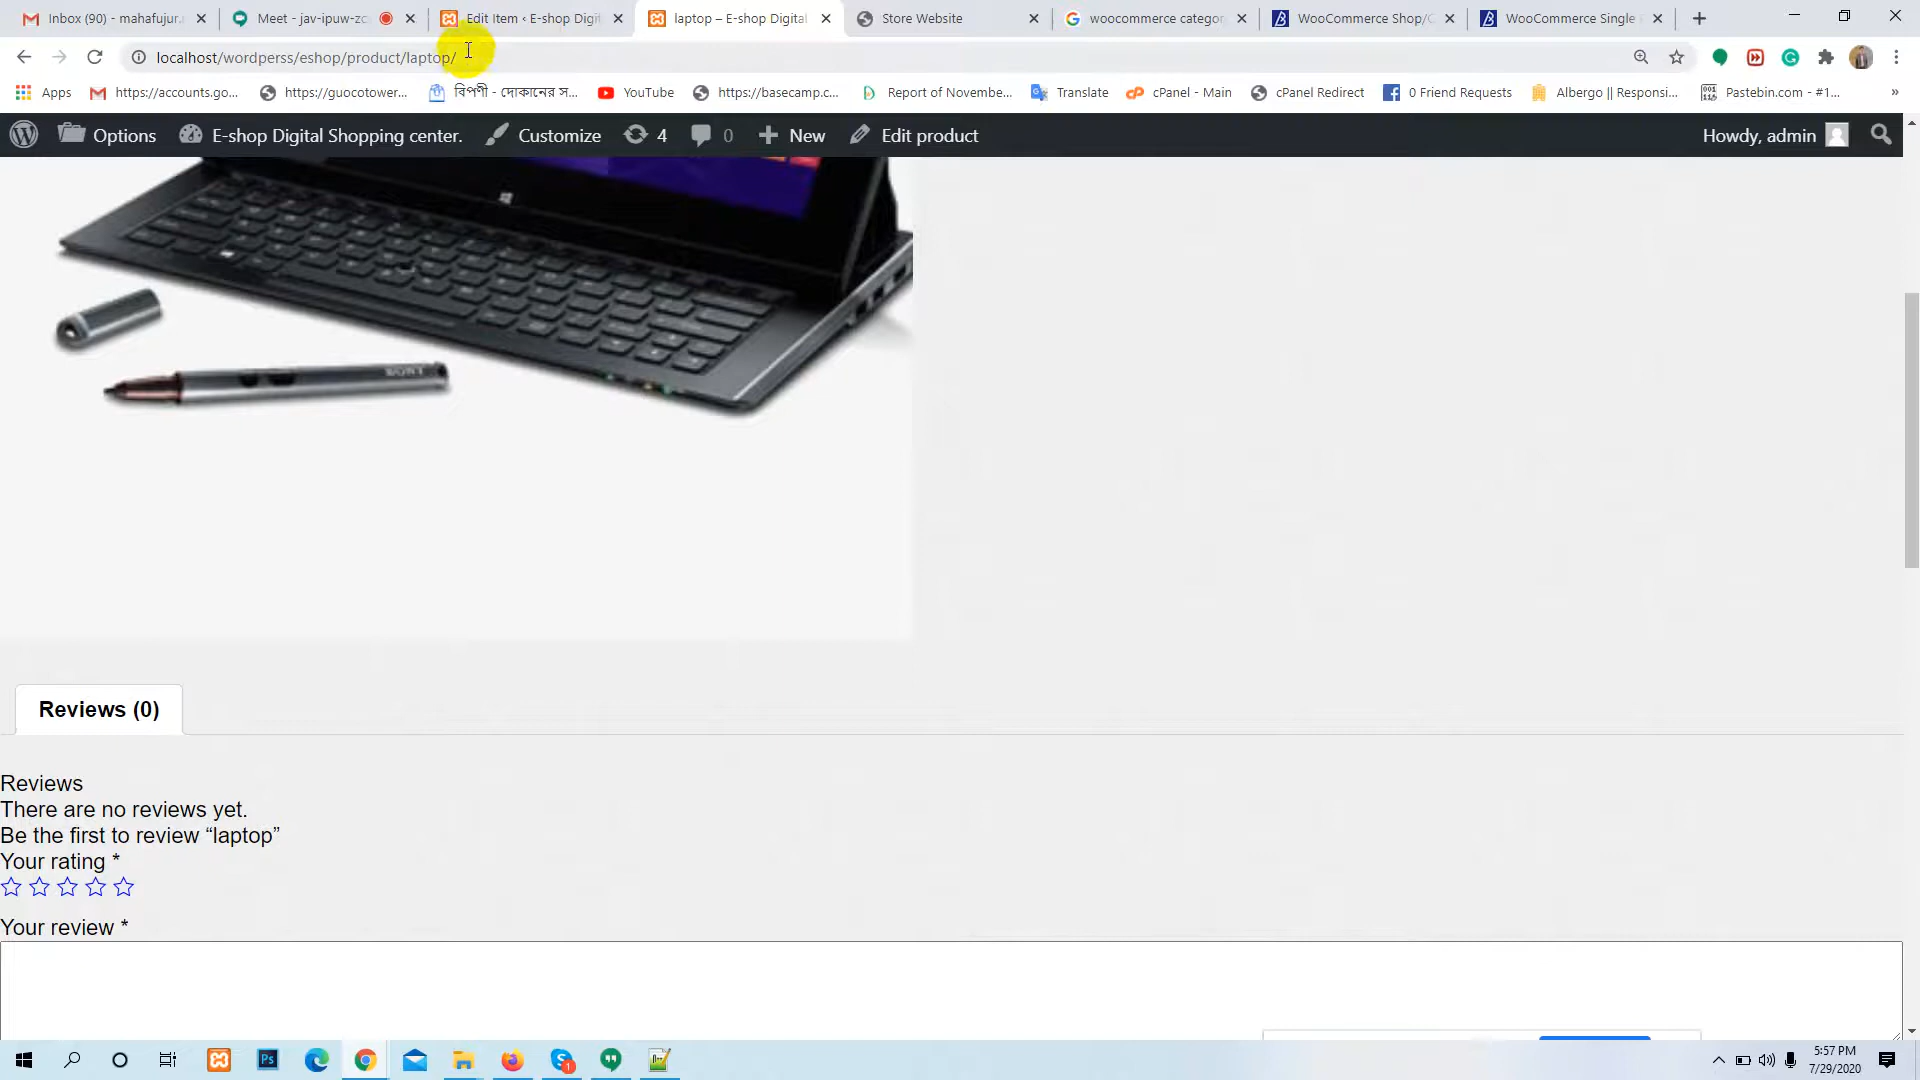 Inbox (90) - mahafujur.r
Meet - jav-ipuw-zc
Edit Item ‹ E-shop Digit
laptop – E-shop Digital
Store Website
woocommerce categor
WooCommerce Shop/C
WooCommerce Single
localhost/wordperss/eshop/product/laptop/
Apps
https://accounts.go...
https://guocotower...
বিপণী - দোকানের স...
YouTube
https://basecamp.c...
Report of Novembe...
Translate
cPanel - Main
cPanel Redirect
0 Friend Requests
Albergo || Responsi...
Pastebin.com - #1...
»
Options
E-shop Digital Shopping center.
Customize
4
0
New
Edit product
Howdy, admin
SONY
Reviews (0)
Reviews
There are no reviews yet.
Be the first to review “laptop”
Your rating *
Your review *
5:57 PM
7/29/2020